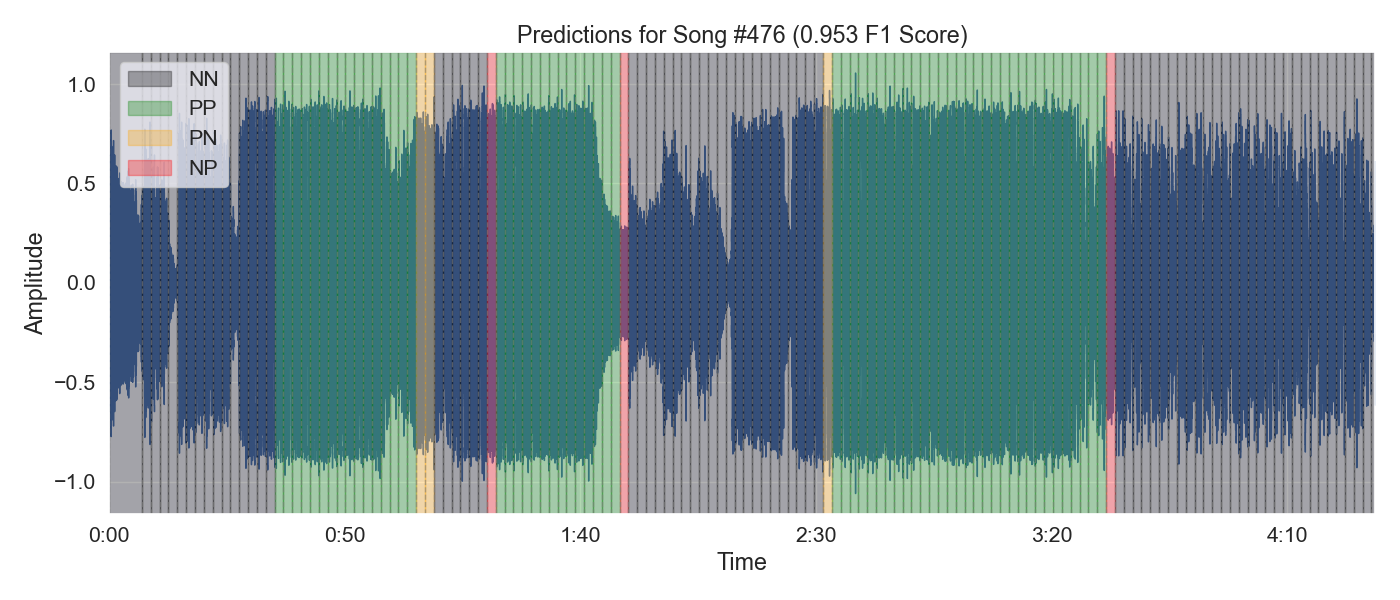 Predictions for Song #476 (0.953 F1 Score)
NN
PP
PN
NP
Amplitude
1.0
0.5
0.0
−0.5
−1.0
0:00 0:50 1:40 2:30 3:20 4:10
Time